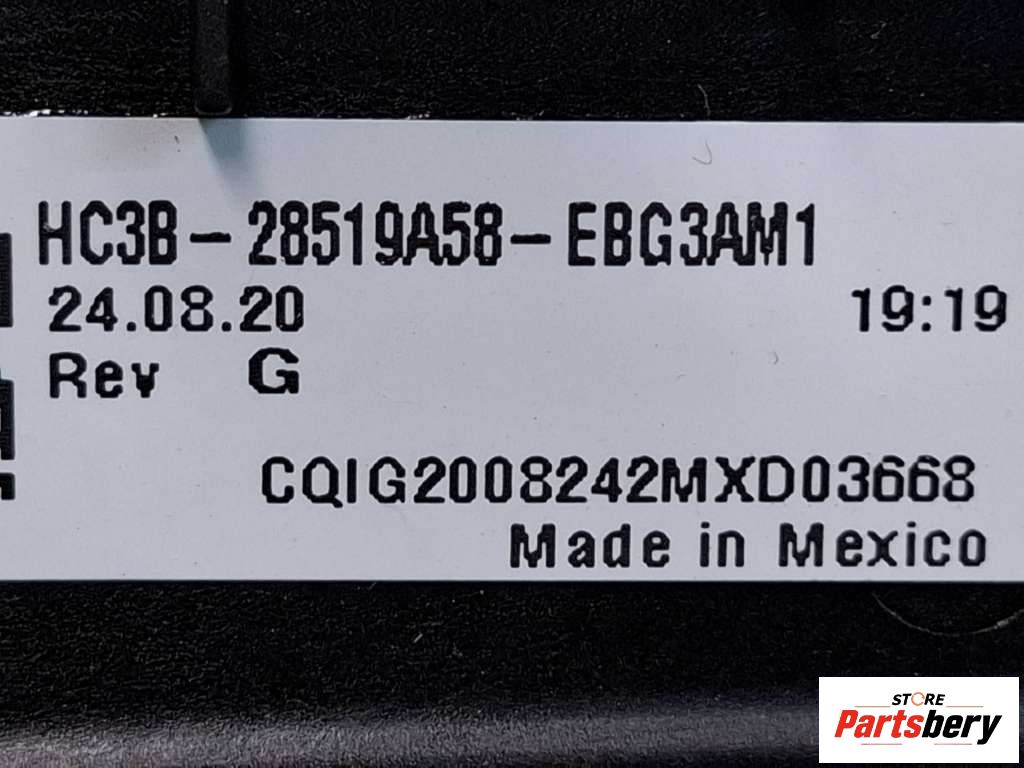 HC3B-28519A58-EBG3AM1
24.08.20 19:19
Rev G
CQIG2008242MXD03668
Made in Mexico
STORE
Partsbery